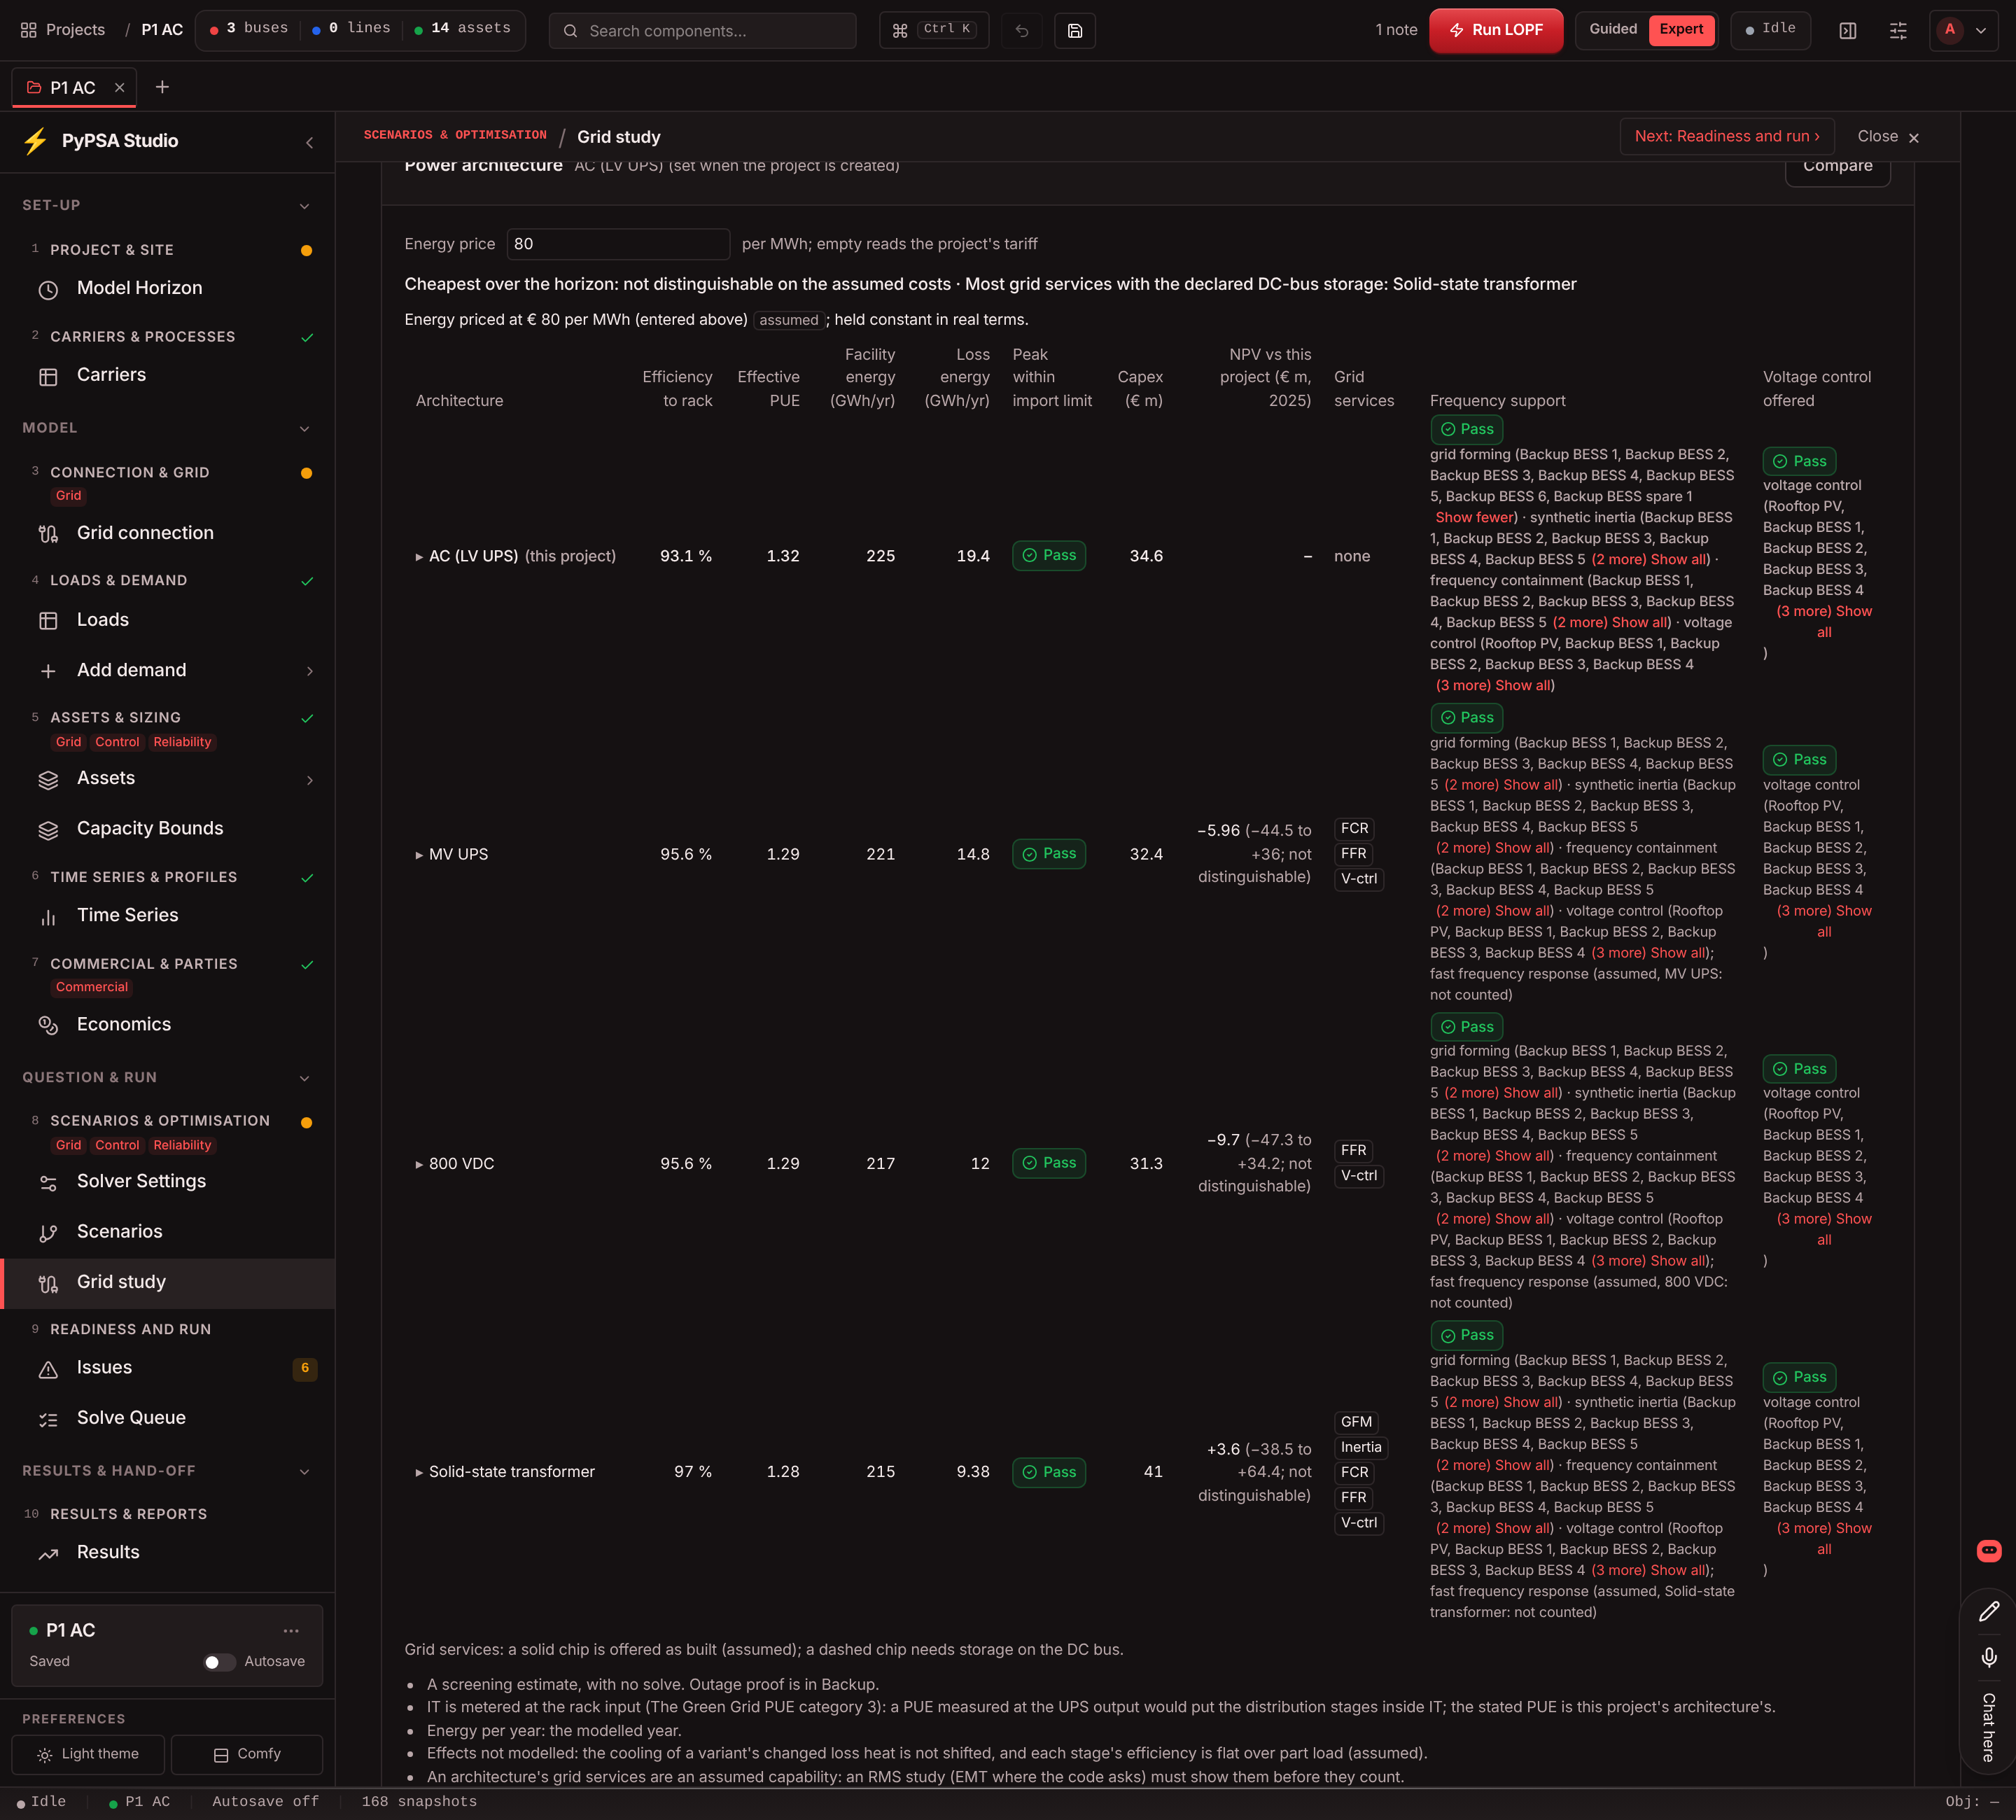 Projects / P1 AC
3 buses 0 lines 14 assets
Search components...
Ctrl K
1 note
Run LOPF
Guided Expert
Idle
A
P1 AC
PyPSA Studio
SET-UP
1 PROJECT & SITE
Model Horizon
2 CARRIERS & PROCESSES
Carriers
MODEL
3 CONNECTION & GRID
Grid
Grid connection
4 LOADS & DEMAND
Loads
Add demand
5 ASSETS & SIZING
Grid Control Reliability
Assets
Capacity Bounds
6 TIME SERIES & PROFILES
Time Series
7 COMMERCIAL & PARTIES
Commercial
Economics
QUESTION & RUN
8 SCENARIOS & OPTIMISATION
Grid Control Reliability
Solver Settings
Scenarios
Grid study
9 READINESS AND RUN
Issues 6
Solve Queue
RESULTS & HAND-OFF
10 RESULTS & REPORTS
Results
P1 AC
Saved Autosave
PREFERENCES
Light theme Comfy
SCENARIOS & OPTIMISATION / Grid study
Next: Readiness and run ›
Close
Power architecture AC (LV UPS) (set when the project is created)
Compare
Energy price 80 per MWh; empty reads the project's tariff
Cheapest over the horizon: not distinguishable on the assumed costs · Most grid services with the declared DC-bus storage: Solid-state transformer
Energy priced at € 80 per MWh (entered above) assumed; held constant in real terms.
Architecture
Efficiency
to rack
Effective
PUE
Facility
energy
(GWh/yr)
Loss
energy
(GWh/yr)
Peak
within
import limit
Capex
(€ m)
NPV vs this
project (€ m,
2025)
Grid
services
Frequency support
Voltage control
offered
AC (LV UPS) (this project) 93.1 % 1.32 225 19.4 Pass 34.6 – none
Pass
grid forming (Backup BESS 1, Backup BESS 2,
Backup BESS 3, Backup BESS 4, Backup BESS
5, Backup BESS 6, Backup BESS spare 1
Show fewer) · synthetic inertia (Backup BESS
1, Backup BESS 2, Backup BESS 3, Backup
BESS 4, Backup BESS 5 (2 more) Show all) ·
frequency containment (Backup BESS 1,
Backup BESS 2, Backup BESS 3, Backup BESS
4, Backup BESS 5 (2 more) Show all) · voltage
control (Rooftop PV, Backup BESS 1, Backup
BESS 2, Backup BESS 3, Backup BESS 4
(3 more) Show all)
Pass
voltage control
(Rooftop PV,
Backup BESS 1,
Backup BESS 2,
Backup BESS 3,
Backup BESS 4
(3 more) Show
all
)
MV UPS 95.6 % 1.29 221 14.8 Pass 32.4
−5.96 (−44.5 to
+36; not
distinguishable)
FCR
FFR
V-ctrl
Pass
grid forming (Backup BESS 1, Backup BESS 2,
Backup BESS 3, Backup BESS 4, Backup BESS
5 (2 more) Show all) · synthetic inertia (Backup
BESS 1, Backup BESS 2, Backup BESS 3,
Backup BESS 4, Backup BESS 5
(2 more) Show all) · frequency containment
(Backup BESS 1, Backup BESS 2, Backup BESS
3, Backup BESS 4, Backup BESS 5
(2 more) Show all) · voltage control (Rooftop
PV, Backup BESS 1, Backup BESS 2, Backup
BESS 3, Backup BESS 4 (3 more) Show all);
fast frequency response (assumed, MV UPS:
not counted)
Pass
voltage control
(Rooftop PV,
Backup BESS 1,
Backup BESS 2,
Backup BESS 3,
Backup BESS 4
(3 more) Show
all
)
800 VDC 95.6 % 1.29 217 12 Pass 31.3
−9.7 (−47.3 to
+34.2; not
distinguishable)
FFR
V-ctrl
Pass
grid forming (Backup BESS 1, Backup BESS 2,
Backup BESS 3, Backup BESS 4, Backup BESS
5 (2 more) Show all) · synthetic inertia (Backup
BESS 1, Backup BESS 2, Backup BESS 3,
Backup BESS 4, Backup BESS 5
(2 more) Show all) · frequency containment
(Backup BESS 1, Backup BESS 2, Backup BESS
3, Backup BESS 4, Backup BESS 5
(2 more) Show all) · voltage control (Rooftop
PV, Backup BESS 1, Backup BESS 2, Backup
BESS 3, Backup BESS 4 (3 more) Show all);
fast frequency response (assumed, 800 VDC:
not counted)
Pass
voltage control
(Rooftop PV,
Backup BESS 1,
Backup BESS 2,
Backup BESS 3,
Backup BESS 4
(3 more) Show
all
)
Solid-state transformer 97 % 1.28 215 9.38 Pass 41
+3.6 (−38.5 to
+64.4; not
distinguishable)
GFM
Inertia
FCR
FFR
V-ctrl
Pass
grid forming (Backup BESS 1, Backup BESS 2,
Backup BESS 3, Backup BESS 4, Backup BESS
5 (2 more) Show all) · synthetic inertia (Backup
BESS 1, Backup BESS 2, Backup BESS 3,
Backup BESS 4, Backup BESS 5
(2 more) Show all) · frequency containment
(Backup BESS 1, Backup BESS 2, Backup BESS
3, Backup BESS 4, Backup BESS 5
(2 more) Show all) · voltage control (Rooftop
PV, Backup BESS 1, Backup BESS 2, Backup
BESS 3, Backup BESS 4 (3 more) Show all);
fast frequency response (assumed, Solid-state
transformer: not counted)
Pass
voltage control
(Rooftop PV,
Backup BESS 1,
Backup BESS 2,
Backup BESS 3,
Backup BESS 4
(3 more) Show
all
)
Grid services: a solid chip is offered as built (assumed); a dashed chip needs storage on the DC bus.
• A screening estimate, with no solve. Outage proof is in Backup.
• IT is metered at the rack input (The Green Grid PUE category 3): a PUE measured at the UPS output would put the distribution stages inside IT; the stated PUE is this project's architecture's.
• Energy per year: the modelled year.
• Effects not modelled: the cooling of a variant's changed loss heat is not shifted, and each stage's efficiency is flat over part load (assumed).
• An architecture's grid services are an assumed capability: an RMS study (EMT where the code asks) must show them before they count.
Chat here
Idle P1 AC Autosave off 168 snapshots
Obj: —